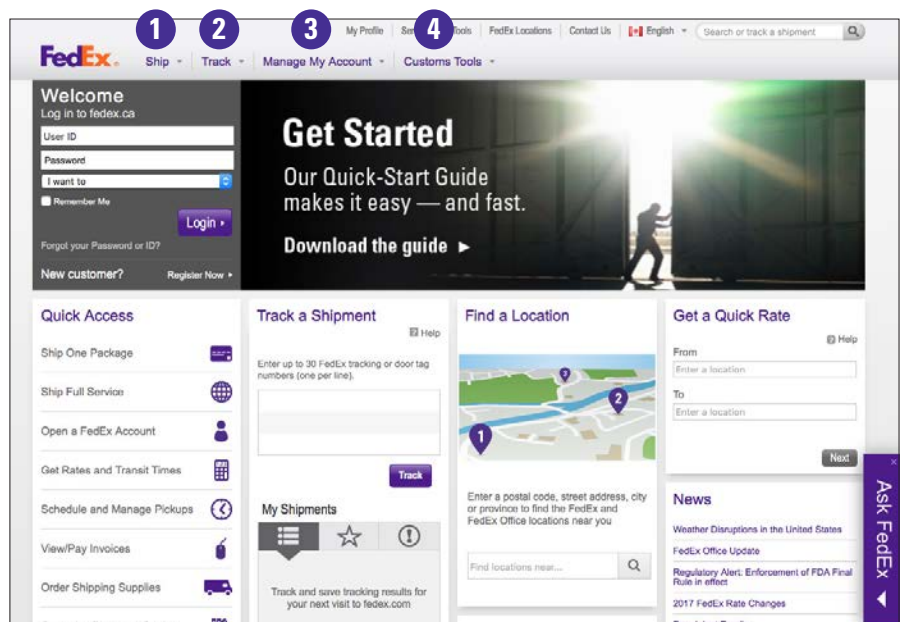 1 2 3 4
My Profile Tools FedEx Locations Contact Us English Search or track a shipment
FedEx. Ship Track Manage My Account Customs Tools
Welcome
Log in to fedex.ca
User ID
Password
I want to
Remember Me
Login
Forgot your Password or ID?
New customer? Register Now
Get Started
Our Quick-Start Guide
makes it easy — and fast.
Download the guide ►
Quick Access
Ship One Package
Ship Full Service
Open a FedEx Account
Get Rates and Transit Times
Schedule and Manage Pickups
View/Pay Invoices
Order Shipping Supplies
Track a Shipment
Help
Enter up to 30 FedEx tracking or door tag
numbers (one per line).
Track
My Shipments
Track and save tracking results for
your next visit to fedex.com
Find a Location
3
2
1
Enter a postal code, street address, city
or province to find the FedEx and
FedEx Office locations near you
Find locations near...
Get a Quick Rate
Help
From
Enter a location
To
Enter a location
Next
News
Weather Disruptions in the United States
FedEx Office Update
Regulatory Alert: Enforcement of FDA Final
Rule in effect
2017 FedEx Rate Changes
×
Ask FedEx ◄